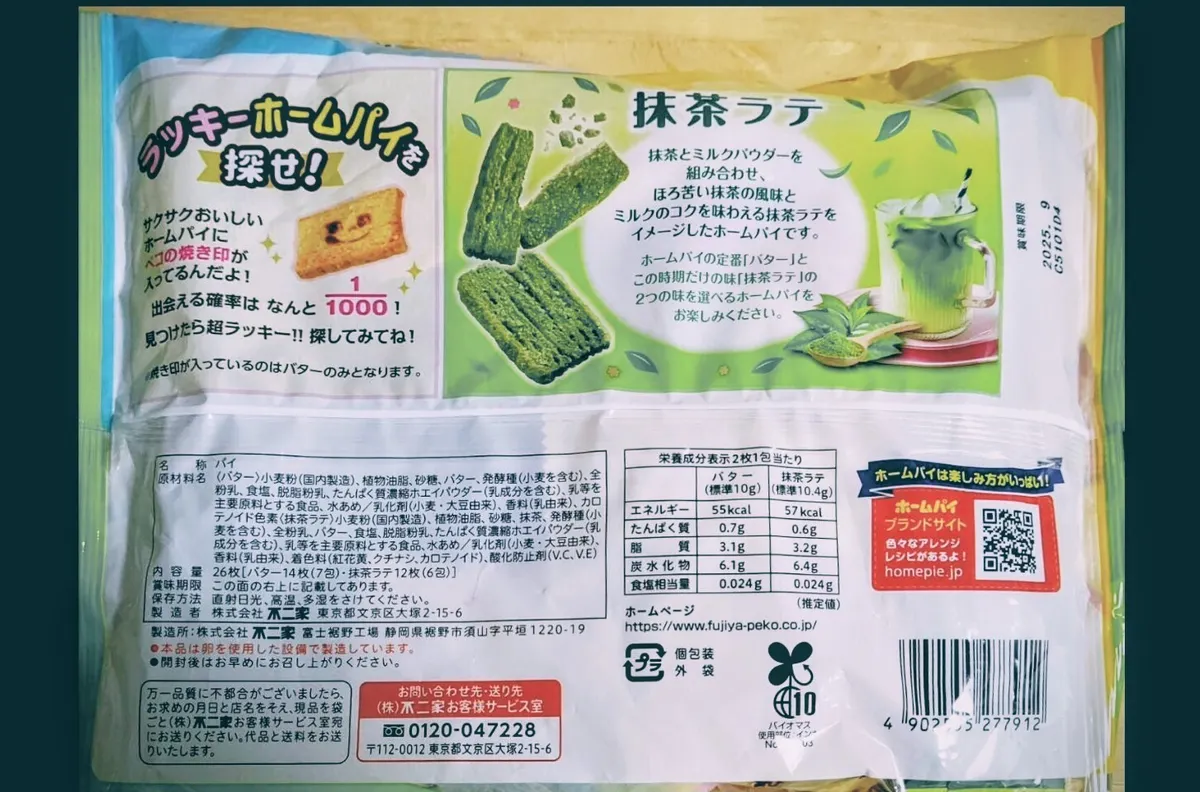 ラッキーホームパイを
探せ!
サクサクおいしい
ホームパイに
ペコの焼き印が
入ってるんだよ!
出会える確率は なんと 1/1000!
見つけたら超ラッキー!! 探してみてね!
焼き印が入っているのはバターのみとなります。
抹茶ラテ
抹茶とミルクパウダーを
組み合わせ、
ほろ苦い抹茶の風味と
ミルクのコクを味わえる抹茶ラテを
イメージしたホームパイです。
ホームパイの定番「バター」と
この時期だけの味「抹茶ラテ」の
2つの味を選べるホームパイを
お楽しみください。
賞味期限
2025. 9
C5101D4
名 称 パイ
原材料名 (バター)小麦粉(国内製造)、植物油脂、砂糖、バター、発酵種(小麦を含む)、全
粉乳、食塩、脱脂粉乳、たんぱく質濃縮ホエイパウダー(乳成分を含む)、乳等を
主要原料とする食品、水あめ/乳化剤(小麦・大豆由来)、香料(乳由来)、カロ
テノイド色素(抹茶ラテ)小麦粉(国内製造)、植物油脂、砂糖、抹茶、発酵種(小
麦を含む)、全粉乳、バター、食塩、脱脂粉乳、たんぱく質濃縮ホエイパウダー(乳
成分を含む)、乳等を主要原料とする食品、水あめ/乳化剤(小麦・大豆由来)、
香料(乳由来)、着色料(紅花黄、クチナシ、カロテノイド)、酸化防止剤(V.C、V.E)
内 容 量 26枚[バター14枚(7包)・抹茶ラテ12枚(6包)]
賞味期限 この面の右上に記載してあります。
保存方法 直射日光、高温、多湿をさけてください。
製 造 者 株式会社 不二家 東京都文京区大塚2-15-6
製造所:株式会社 不二家 富士裾野工場 静岡県裾野市須山字平垣1220-19
●本品は卵を使用した設備で製造しています。
●開封後はお早めにお召し上がりください。
万一品質に不都合がございましたら、
お求めの月日と店名をそえ、現品を袋
ごと(株)不二家お客様サービス室宛
にお送りください。代品と送料をお送
りいたします。
お問い合わせ先・送り先
(株)不二家お客様サービス室
0120-047228
〒112-0012 東京都文京区大塚2-15-6
栄養成分表示2枚1包当たり
バター (標準10g) 抹茶ラテ (標準10.4g)
エネルギー 55kcal 57kcal
たんぱく質 0.7g 0.6g
脂 質 3.1g 3.2g
炭水化物 6.1g 6.4g
食塩相当量 0.024g 0.024g
(推定値)
ホームページ
https://www.fujiya-peko.co.jp/
プラ
個包装
外 袋
10
バイオマス
ホームパイは楽しみ方がいっぱい!
ホームパイ
ブランドサイト
色々なアレンジ
レシピがあるよ!
homepie.jp
4 902555 277912